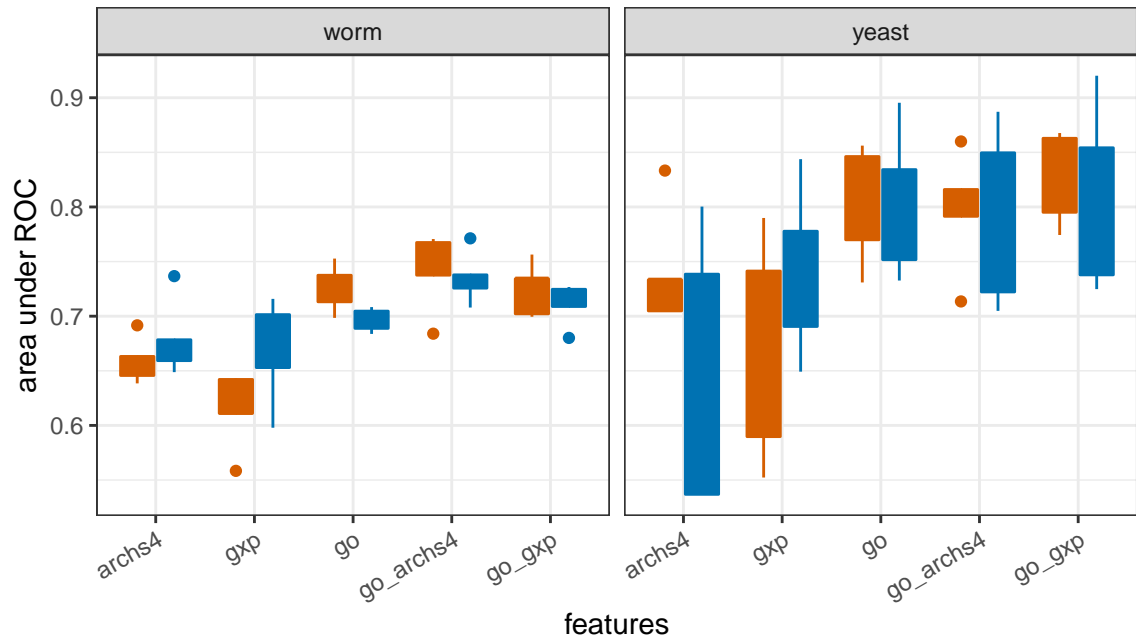 worm
yeast
area under ROC
0.9
0.8
0.7
0.6
archs4
gxp
go
go_archs4
go_gxp
archs4
gxp
go
go_archs4
go_gxp
features